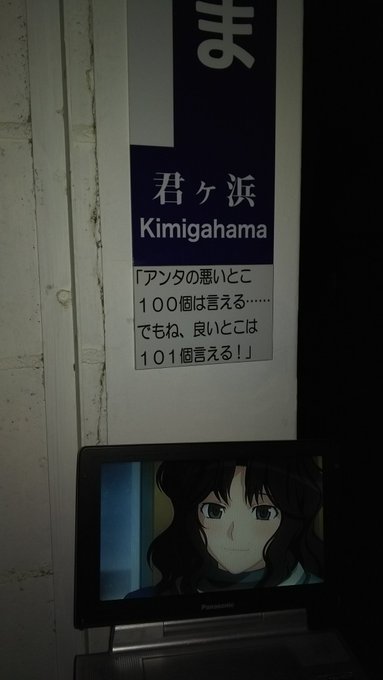 ま
君ヶ浜
Kimigahama
「アンタの悪いとこ
100個は言える……
でもね、良いとこは
101個言える！」
Panasonic